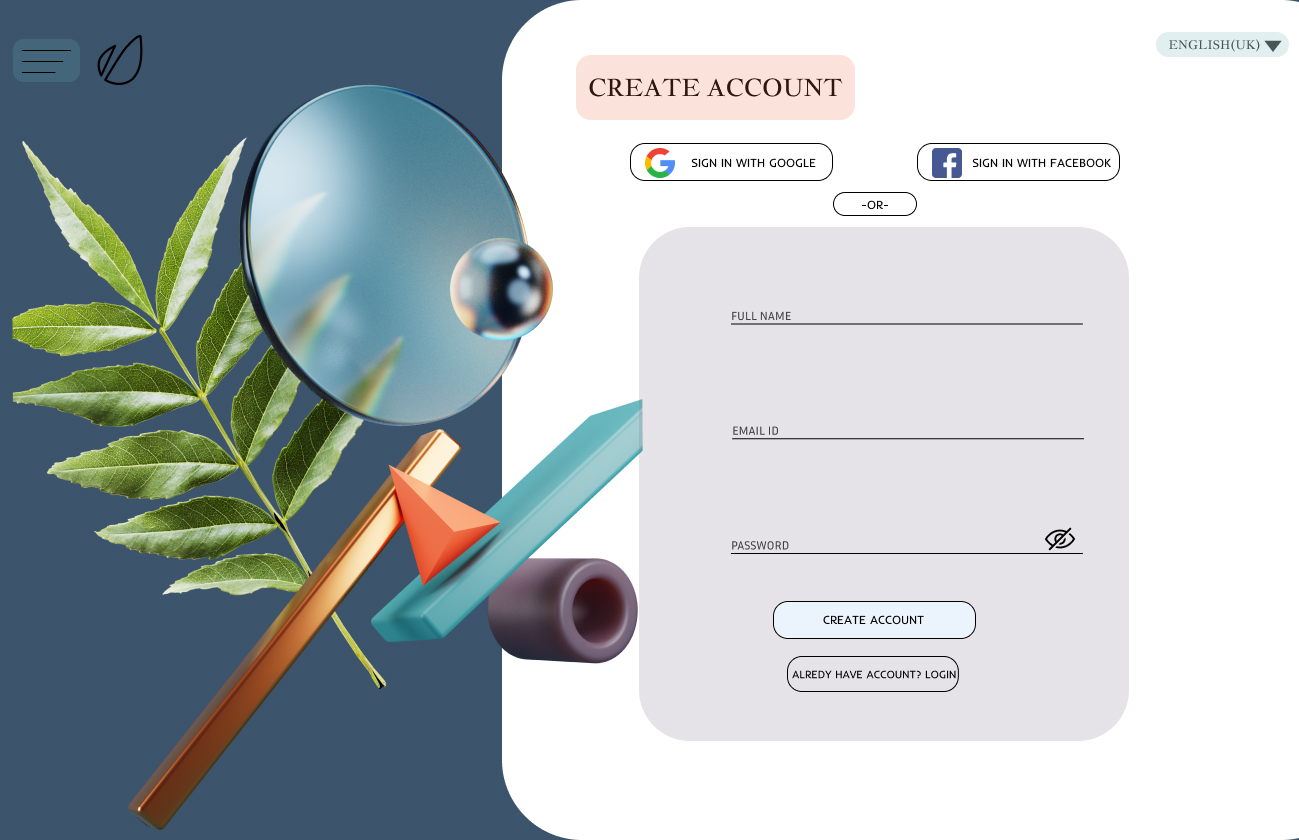 ENGLISH(UK)
CREATE ACCOUNT
SIGN IN WITH GOOGLE
SIGN IN WITH FACEBOOK
-OR-
FULL NAME
EMAIL ID
PASSWORD
CREATE ACCOUNT
ALREDY HAVE ACCOUNT? LOGIN